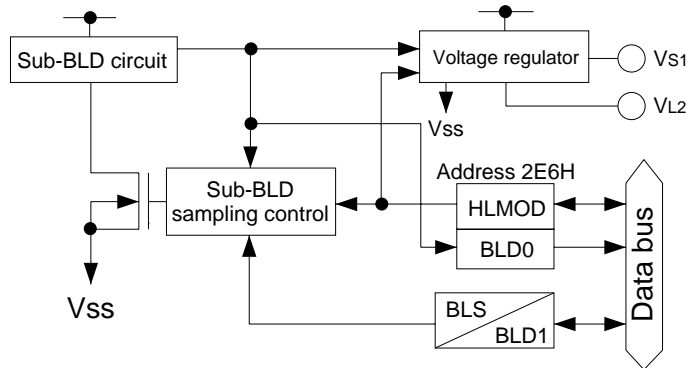 Sub-BLD circuit
Voltage regulator
VS1
VL2
Vss
Address 2E6H
Sub-BLD
sampling control
HLMOD
BLD0
Vss
BLS
BLD1
Data bus